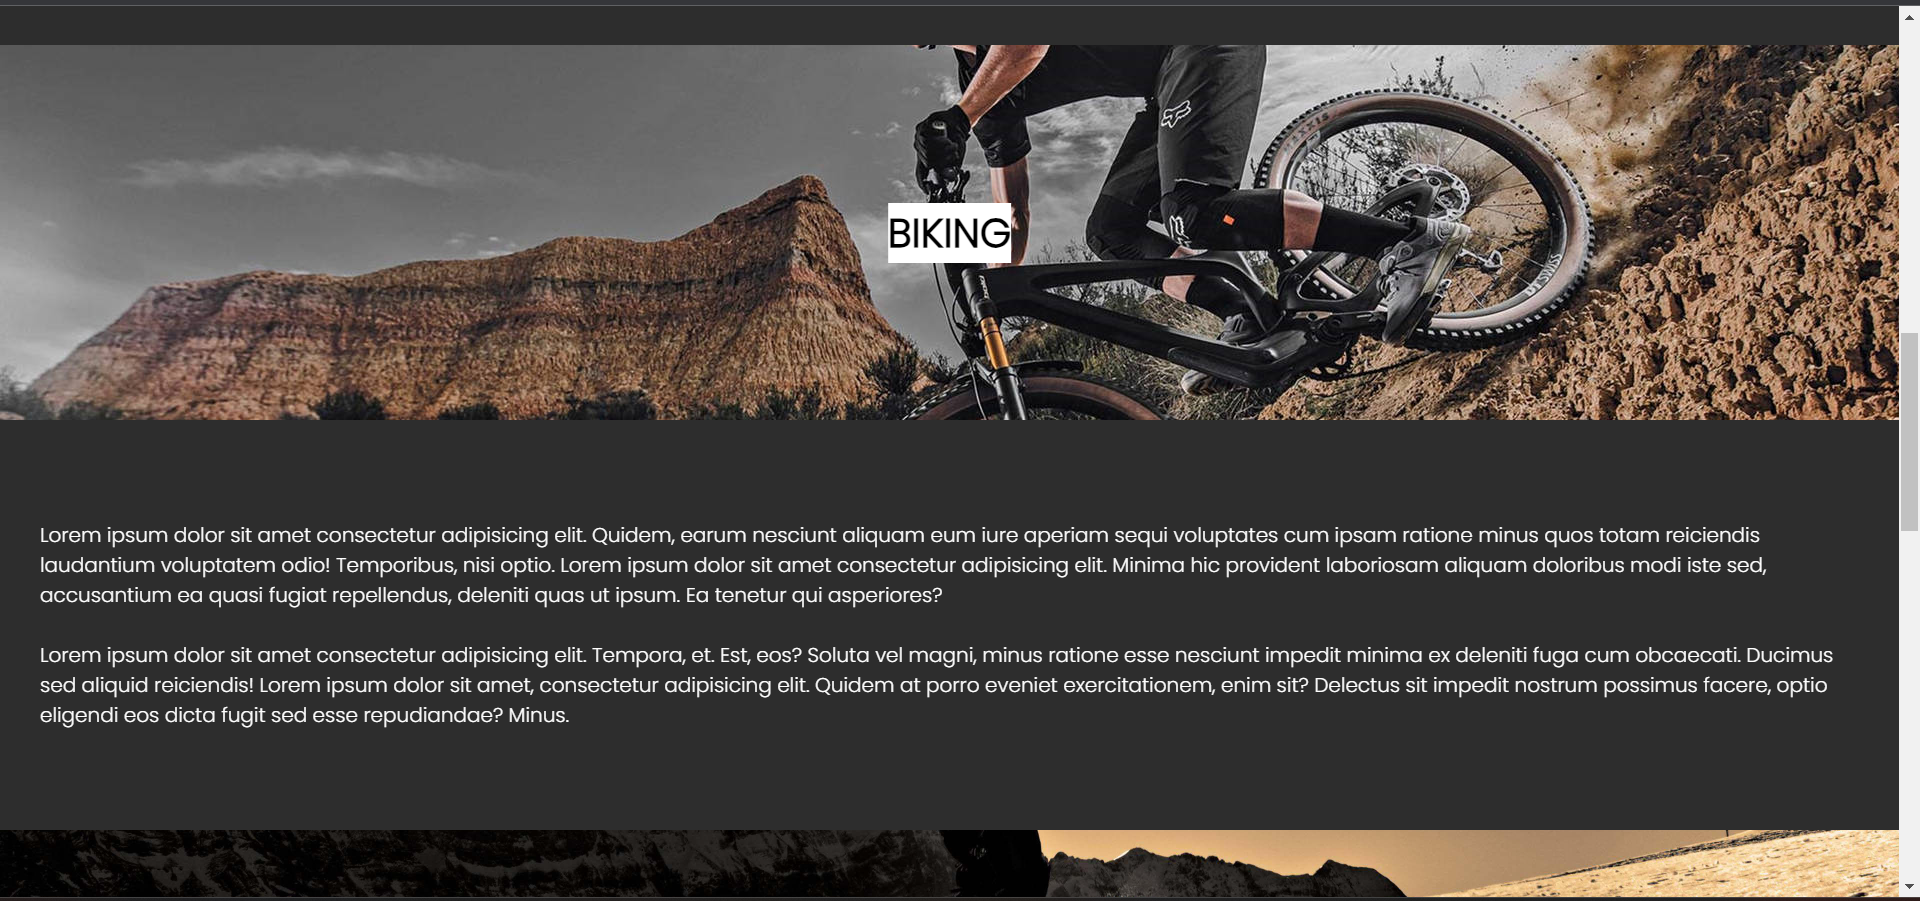 BIKING
Lorem ipsum dolor sit amet consectetur adipisicing elit. Quidem, earum nesciunt aliquam eum iure aperiam sequi voluptates cum ipsam ratione minus quos totam reiciendis
laudantium voluptatem odio! Temporibus, nisi optio. Lorem ipsum dolor sit amet consectetur adipisicing elit. Minima hic provident laboriosam aliquam doloribus modi iste sed,
accusantium ea quasi fugiat repellendus, deleniti quas ut ipsum. Ea tenetur qui asperiores?
Lorem ipsum dolor sit amet consectetur adipisicing elit. Tempora, et. Est, eos? Soluta vel magni, minus ratione esse nesciunt impedit minima ex deleniti fuga cum obcaecati. Ducimus
sed aliquid reiciendis! Lorem ipsum dolor sit amet, consectetur adipisicing elit. Quidem at porro eveniet exercitationem, enim sit? Delectus sit impedit nostrum possimus facere, optio
eligendi eos dicta fugit sed esse repudiandae? Minus.